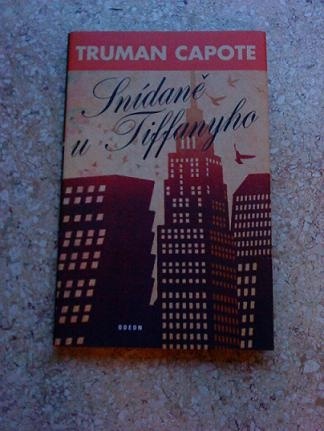 TRUMAN CAPOTE
Snídaně
u Tiffanyho
ODEON